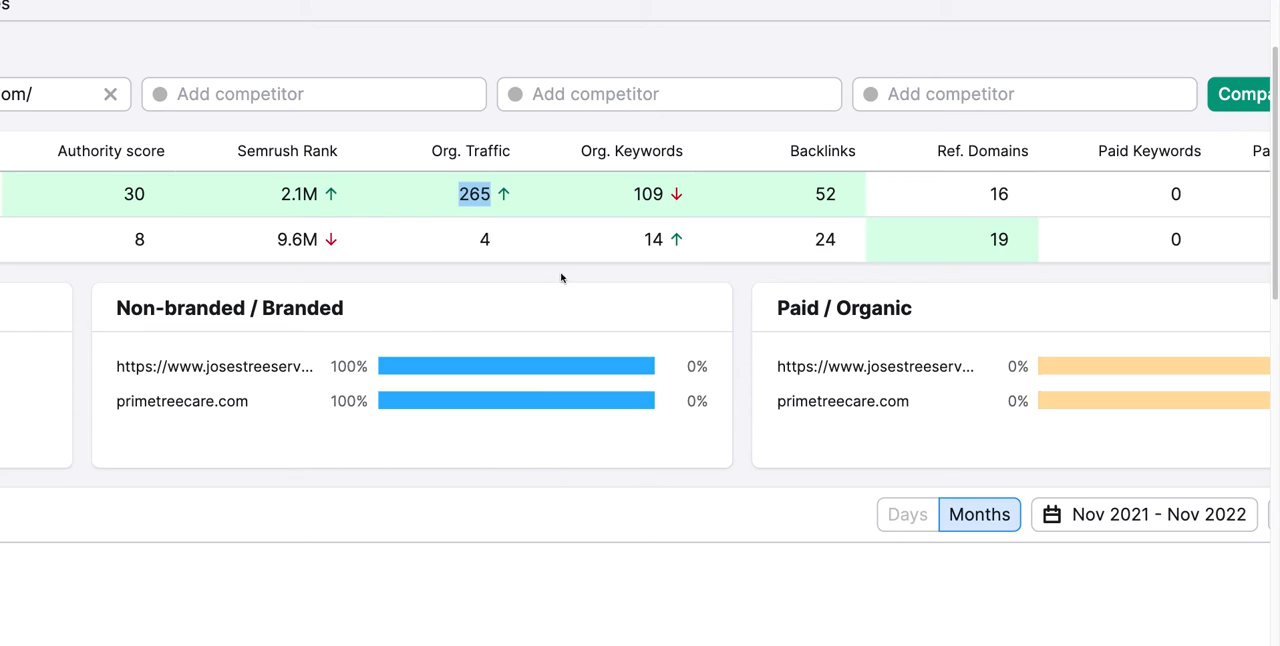 om/ Add competitor Add competitor Add competitor
Authority score Semrush Rank Org. Traffic Org. Keywords Backlinks Ref. Domains Paid Keywords
30 2.1M ↑ 265 ↑ 109 ↓ 52 16 0
8 9.6M ↓ 4 14 ↑ 24 19 0
Non-branded / Branded
https://www.josestreeserv... 100% 0%
primetreecare.com 100% 0%
Paid / Organic
https://www.josestreeserv... 0%
primetreecare.com 0%
Days Months Nov 2021 - Nov 2022